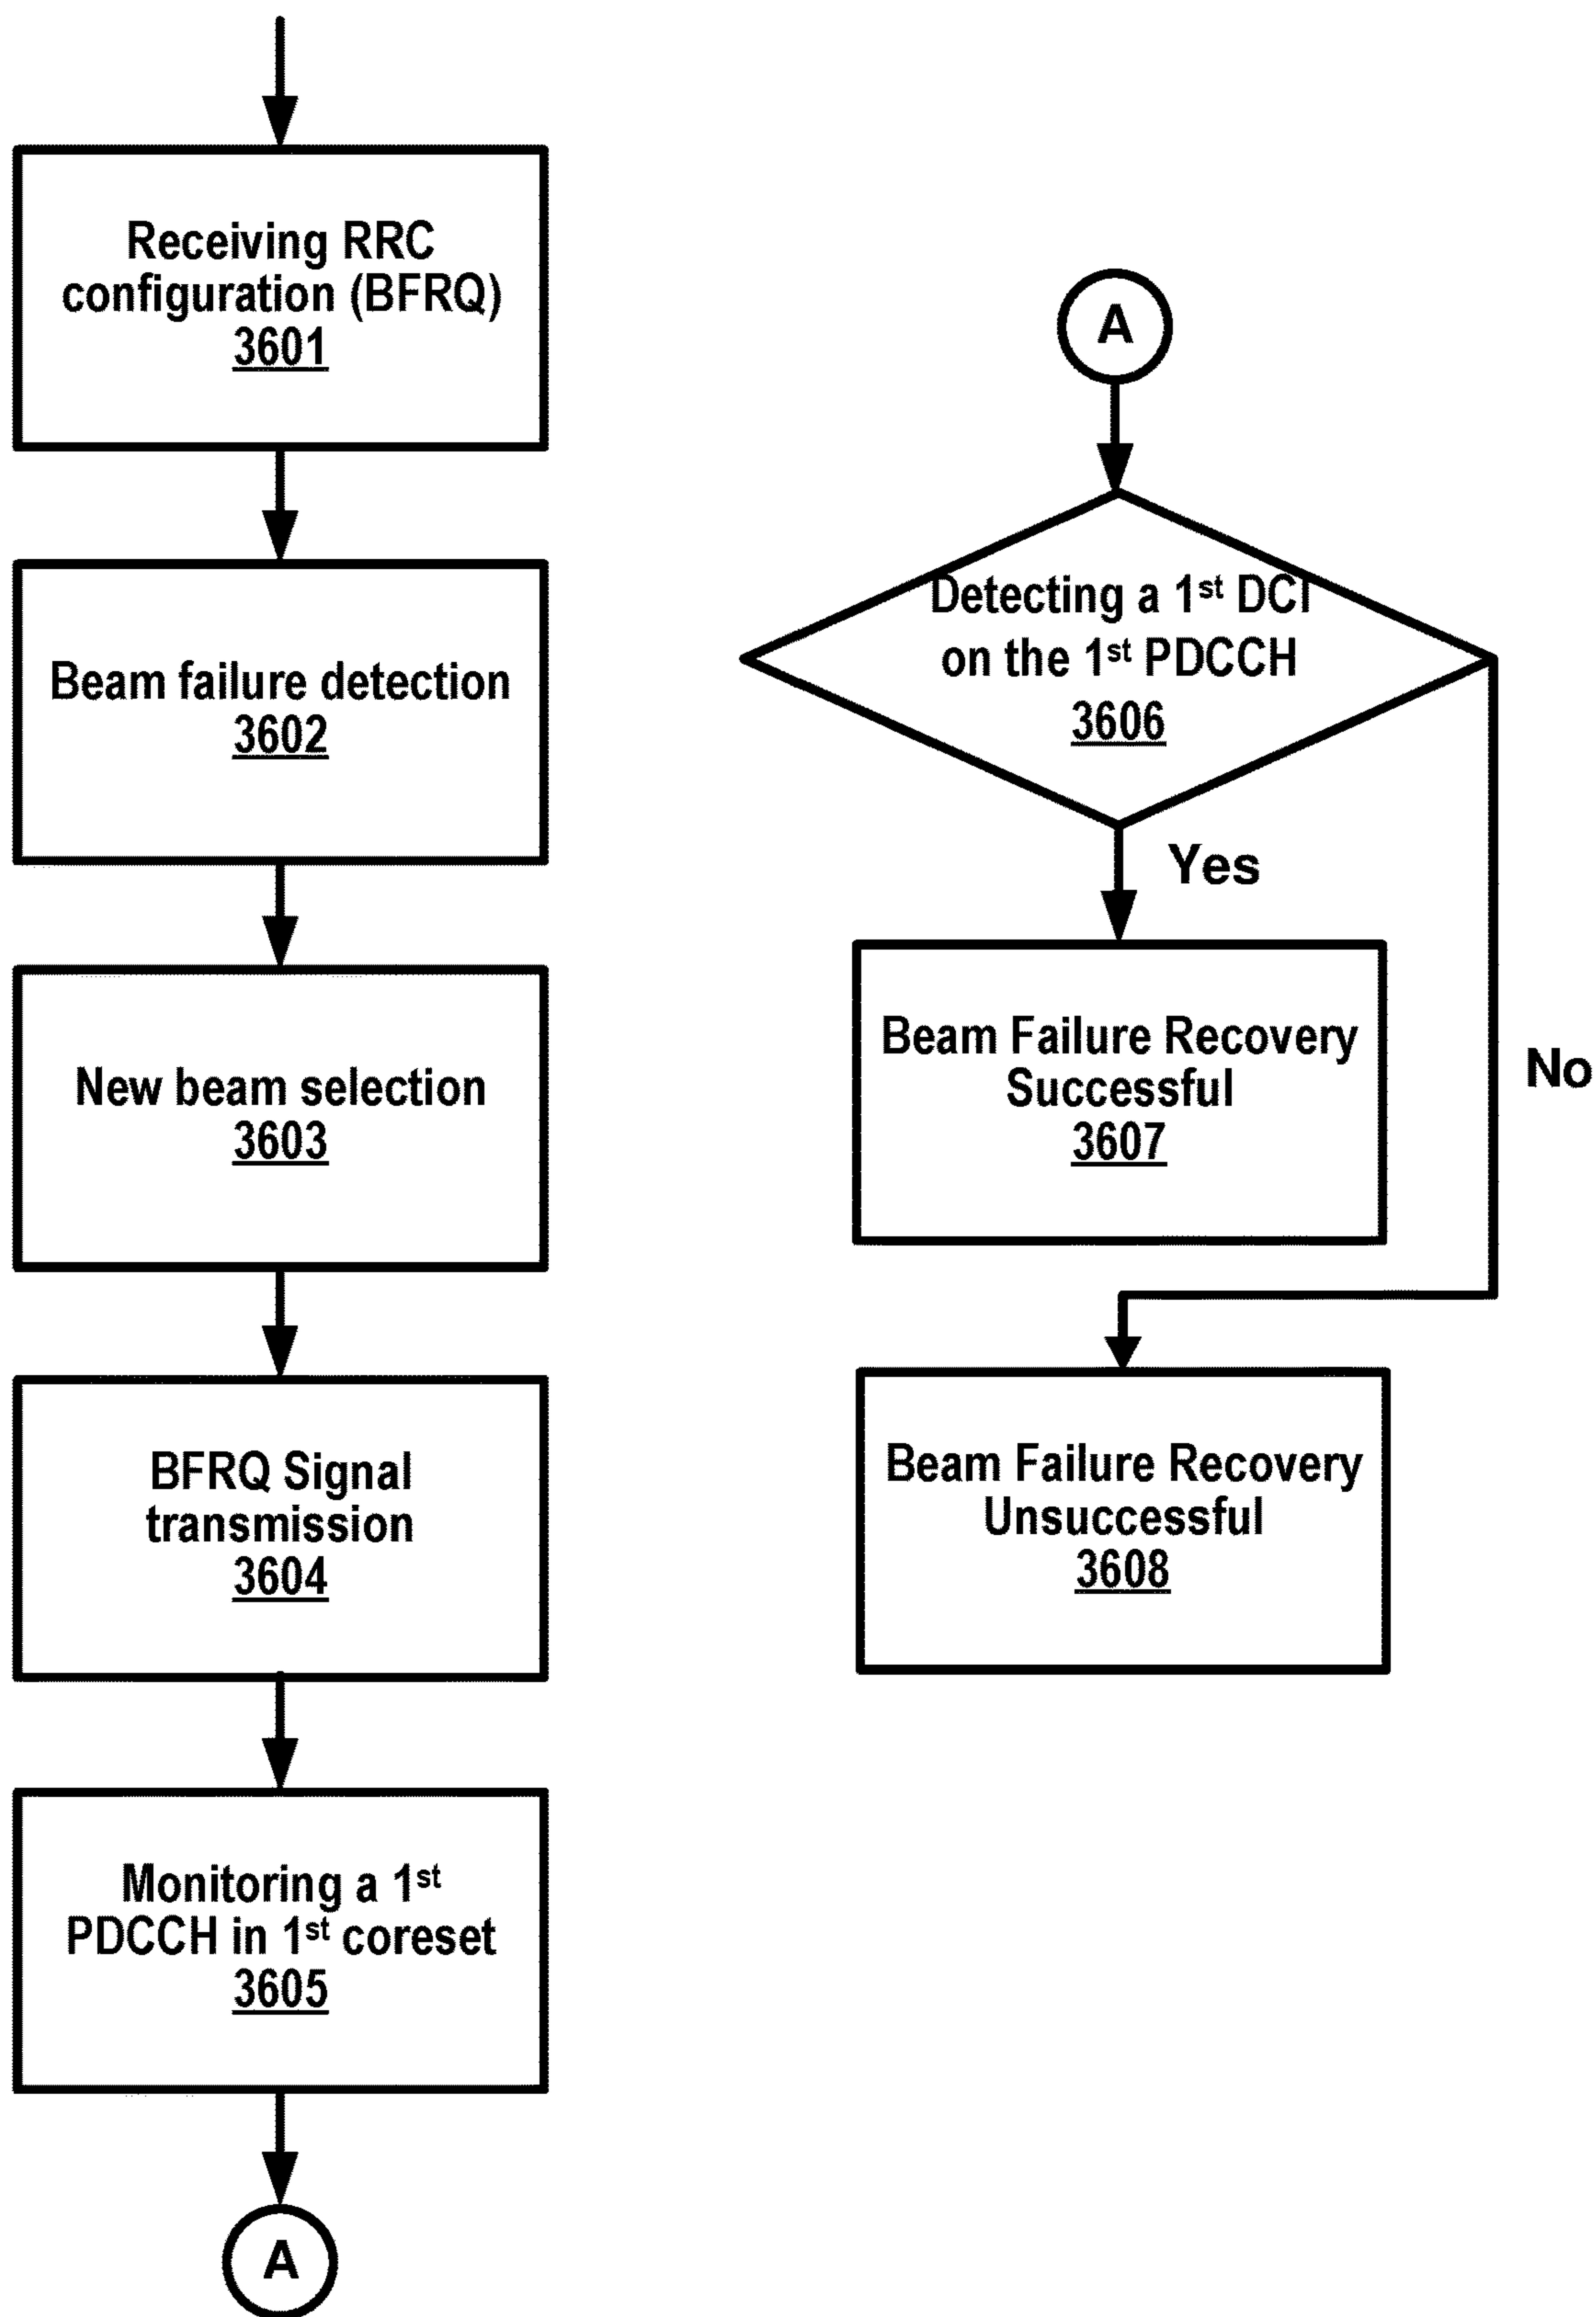 Receiving RRC
configuration (BFRQ)
3601
Beam failure detection
3602
New beam selection
3603
BFRQ Signal
transmission
3604
Monitoring a 1st
PDCCH in 1st coreset
3605
A
A
Detecting a 1st DCI
on the 1st PDCCH
3606
Yes
No
Beam Failure Recovery
Successful
3607
Beam Failure Recovery
Unsuccessful
3608